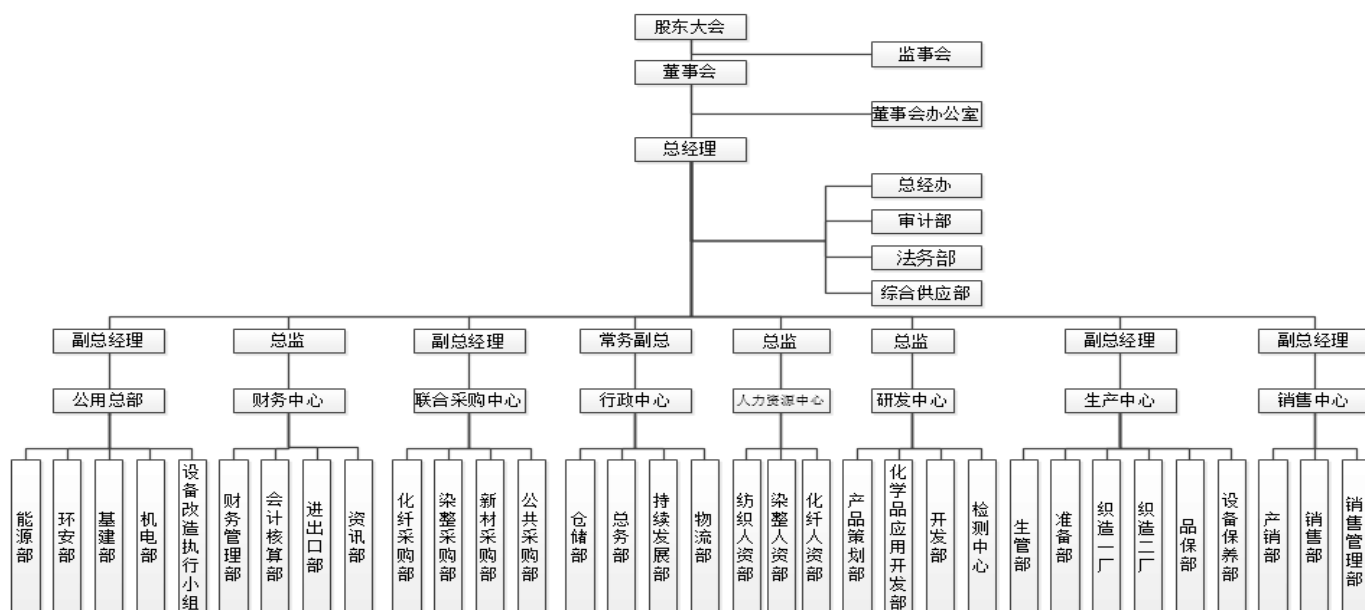 股东大会
监事会
董事会
董事会办公室
总经理
总经办
审计部
法务部
综合供应部
副总经理
总监
副总经理
常务副总
总监
总监
副总经理
副总经理
公用总部
财务中心
联合采购中心
行政中心
人力资源中心
研发中心
生产中心
销售中心
能源部
环安部
基建部
机电部
设备改造执行小组
财务管理部
会计核算部
进出口部
资讯部
化纤采购部
染整采购部
新材采购部
公共采购部
仓储部
总务部
持续发展部
物流部
纺织人资部
染整人资部
化纤人资部
产品策划部
化学品应用开发部
开发部
检测中心
生管部
准备部
织造一厂
织造二厂
品保部
设备保养部
产销部
销售部
销售管理部